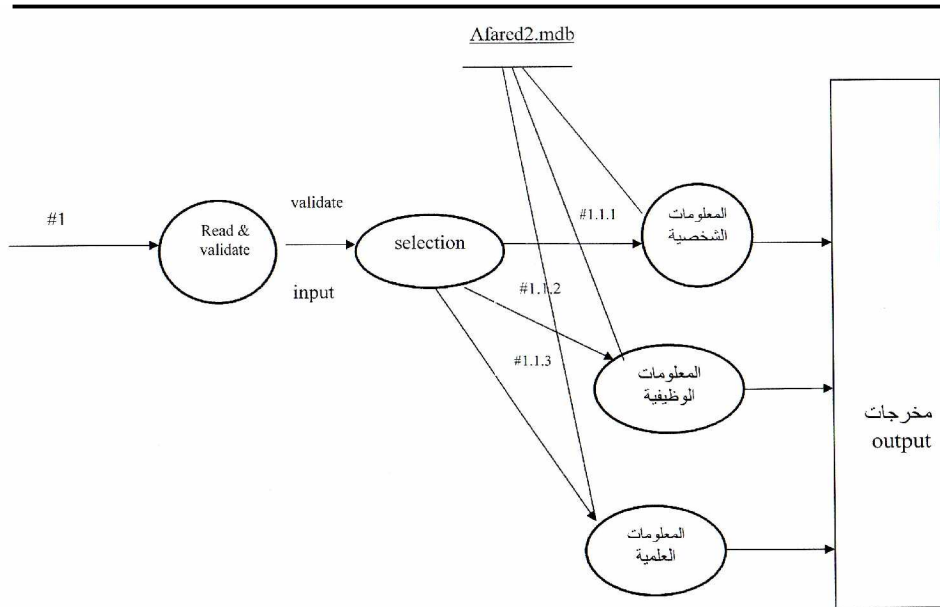 Afared2.mdb
#1
Read &
validate
validate
input
selection
#1.1.1
المعلومات
الشخصية
#1.1.2
المعلومات
الوظيفية
#1.1.3
المعلومات
العلمية
مخرجات
output